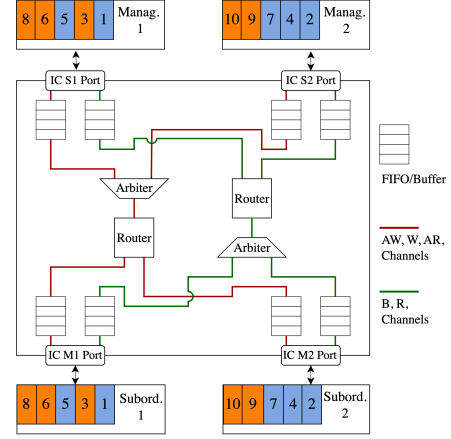 8 6 5 3 1 Manag. 1
10 9 7 4 2 Manag. 2
IC S1 Port
IC S2 Port
FIFO/Buffer
Arbiter
Router
Router
Arbiter
AW, W, AR,
Channels
B, R,
Channels
IC M1 Port
IC M2 Port
8 6 5 3 1 Subord. 1
10 9 7 4 2 Subord. 2